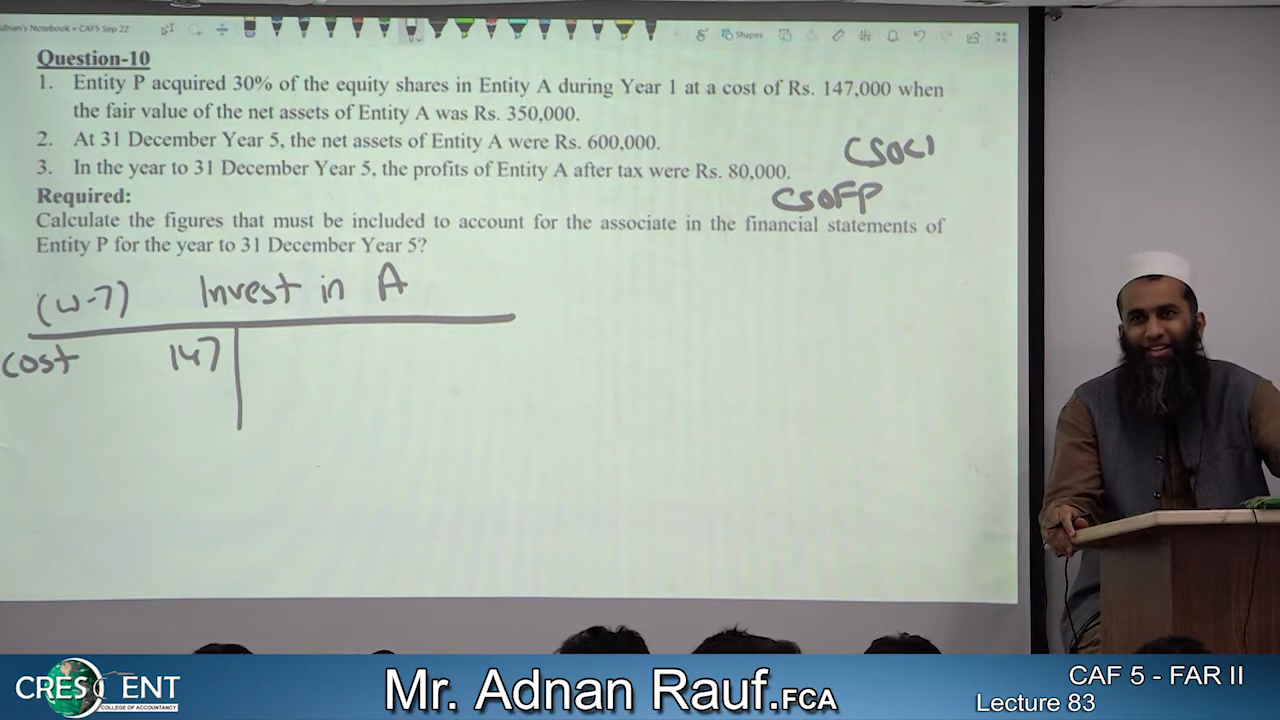 Adnan's Notebook » CAF5 Sep 22
Shapes
Question-10
1. Entity P acquired 30% of the equity shares in Entity A during Year 1 at a cost of Rs. 147,000 when
the fair value of the net assets of Entity A was Rs. 350,000.
2. At 31 December Year 5, the net assets of Entity A were Rs. 600,000.
CSOCI
3. In the year to 31 December Year 5, the profits of Entity A after tax were Rs. 80,000.
Required:
CSOFP
Calculate the figures that must be included to account for the associate in the financial statements of
Entity P for the year to 31 December Year 5?
(W-7) Invest in A
cost 147
CRESCENT
COLLEGE OF ACCOUNTANCY
Mr. Adnan Rauf.FCA
CAF 5 - FAR II
Lecture 83